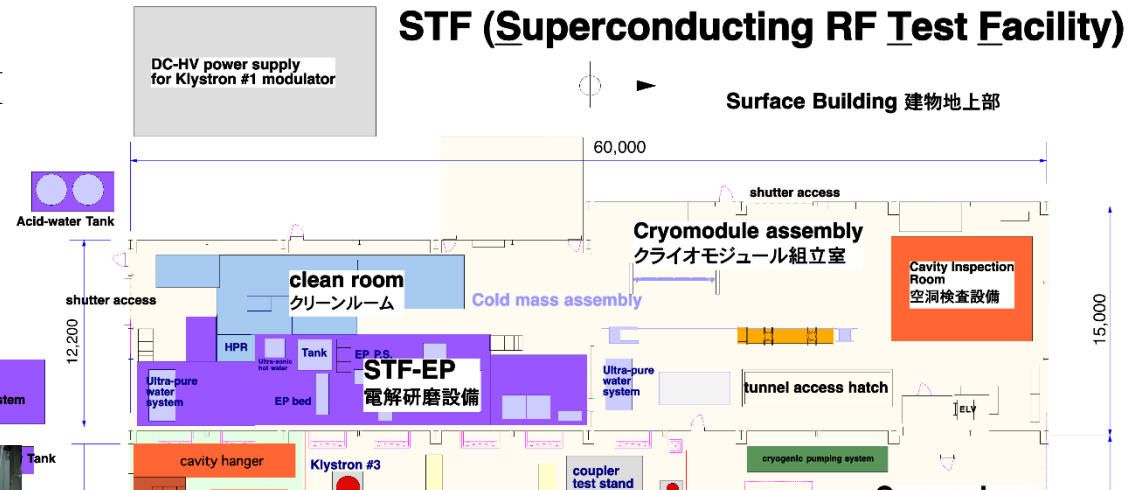 STF (Superconducting RF Test Facility)
DC-HV power supply
for Klystron #1 modulator
Surface Building 建物地上部
60,000
shutter access
Acid-water Tank
Cryomodule assembly
クライオモジュール組立室
Cavity Inspection
Room
空洞検査設備
clean room
クリーンルーム
Cold mass assembly
shutter access
12,200
15,000
HPR
Ultra-sonic
hot water
Tank
EP P.S.
STF-EP
電解研磨設備
Ultra-pure
water
system
EP bed
Ultra-pure
water
system
tunnel access hatch
ELV
stem
Tank
cavity hanger
Klystron #3
coupler
test stand
cryogenic pumping system